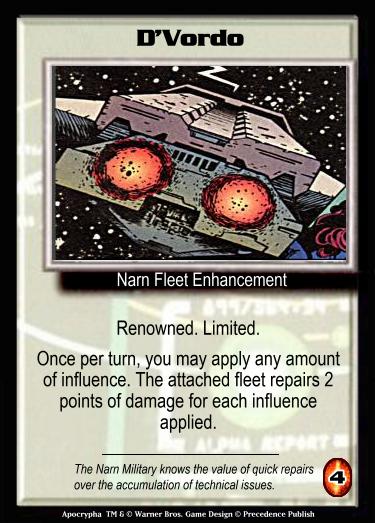 D'Vordo
Narn Fleet Enhancement
Renowned. Limited.
Once per turn, you may apply any amount
of influence. The attached fleet repairs 2
points of damage for each influence
applied.
The Narn Military knows the value of quick repairs
over the accumulation of technical issues.
4
Apocrypha TM & © Warner Bros. Game Design © Precedence Publish